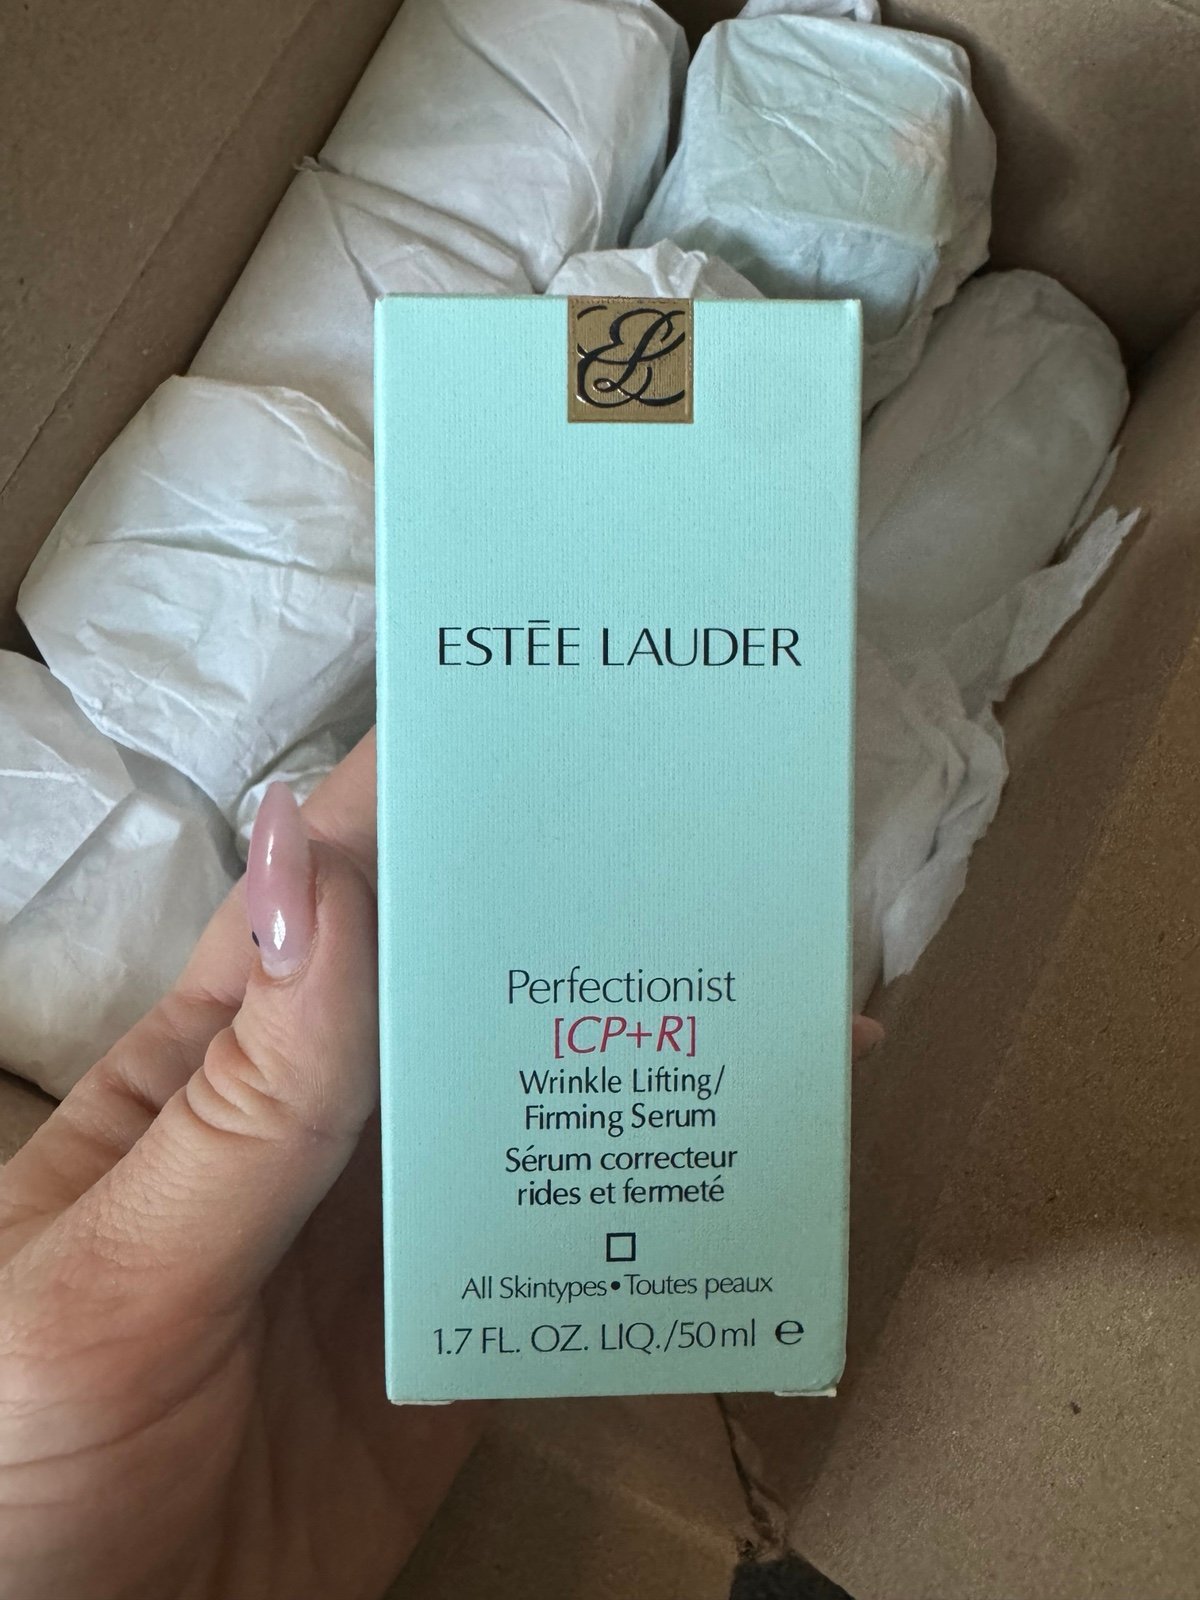 EL
ESTĒE LAUDER
Perfectionist
[CP+R]
Wrinkle Lifting/
Firming Serum
Sérum correcteur
rides et fermeté
All Skintypes•Toutes peaux
1.7 FL. OZ. LIQ./50ml ℮